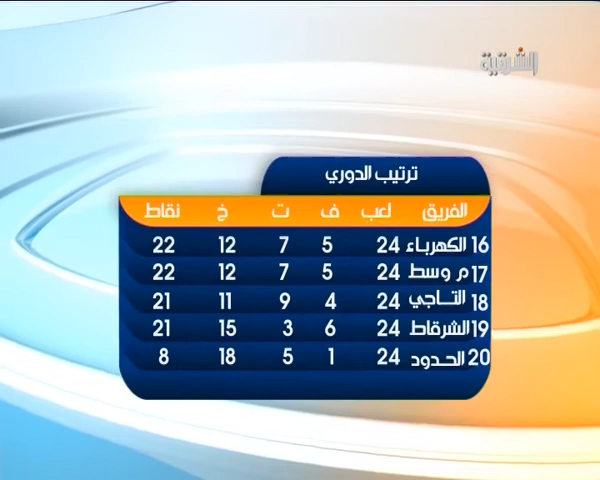 الشرقية
ترتيب الدوري
الفريق لعب ف ت خ نقاط
16 الكهرباء 24 5 7 12 22
17 م وسط 24 5 7 12 22
18 التاجي 24 4 9 11 21
19 الشرقاط 24 6 3 15 21
20 الحدود 24 1 5 18 8